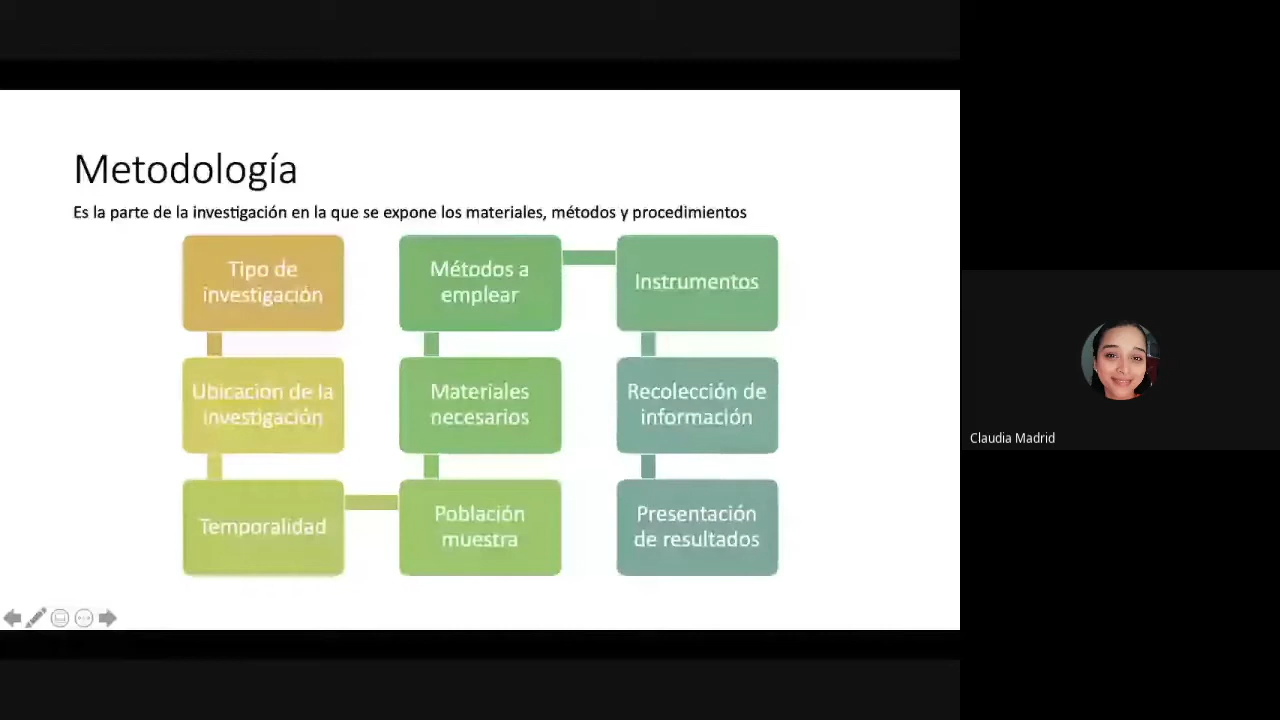 Metodología
Es la parte de la investigación en la que se expone los materiales, métodos y procedimientos
Tipo de
investigación
Ubicacion de la
investigación
Temporalidad
Población
muestra
Materiales
necesarios
Métodos a
emplear
Instrumentos
Recolección de
información
Presentación
de resultados
Claudia Madrid